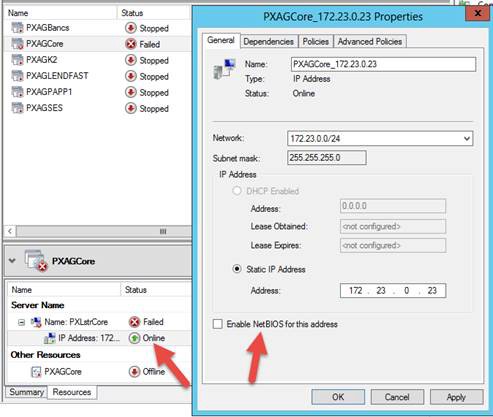 Name Status
PXAGBancs Stopped
PXAGCore Failed
PXAGK2 Stopped
PXAGLENDFAST Stopped
PXAGPAPP1 Stopped
PXAGSES Stopped
PXAGCore
Name Status
Server Name
Name: PXLstrCore Failed
IP Address: 172... Online
Other Resources
PXAGCore Offline
Summary Resources
PXAGCore_172.23.0.23 Properties
General Dependencies Policies Advanced Policies
Name: PXAGCore_172.23.0.23
Type: IP Address
Status: Online
Network: 172.23.0.0/24
Subnet mask: 255.255.255.0
IP Address
DHCP Enabled
Address: 0.0.0.0
Lease Obtained: <not configured>
Lease Expires: <not configured>
Static IP Address
Address: 172 . 23 . 0 . 23
Enable NetBIOS for this address
OK Cancel Apply